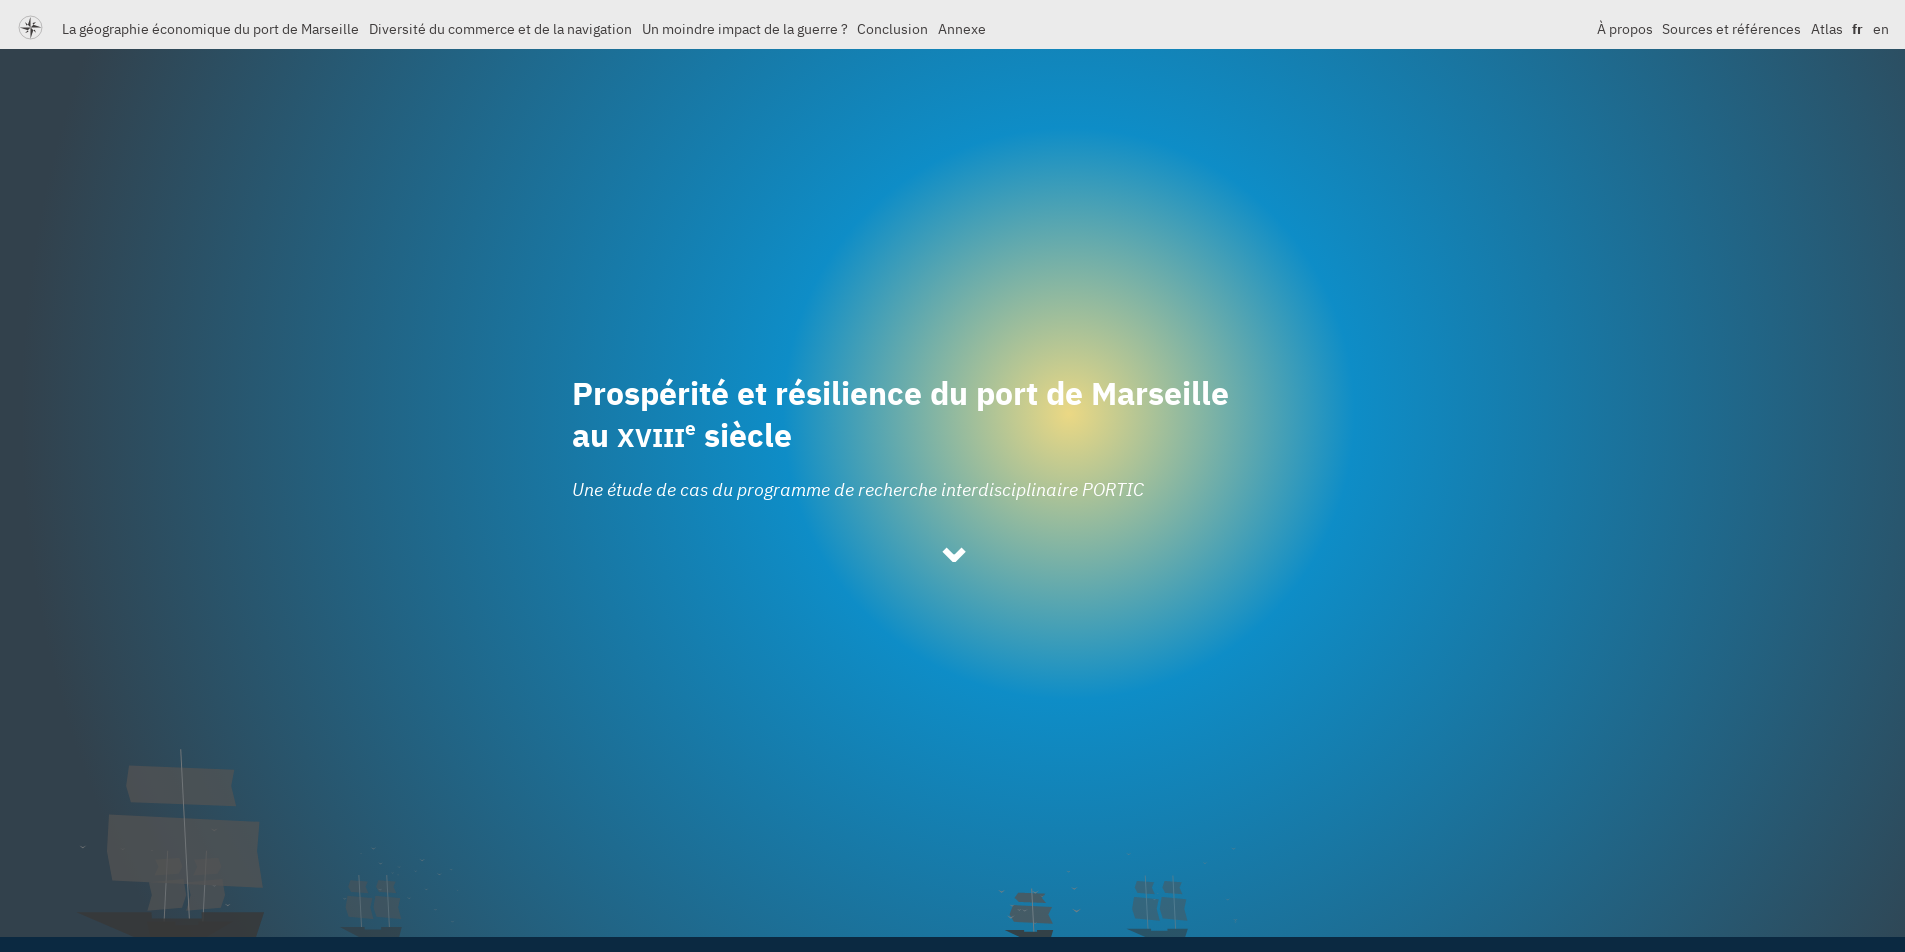 La géographie économique du port de Marseille Diversité du commerce et de la navigation Un moindre impact de la guerre ? Conclusion Annexe À propos Sources et références Atlas fr en
Prospérité et résilience du port de Marseille
au XVIIIe siècle
Une étude de cas du programme de recherche interdisciplinaire PORTIC